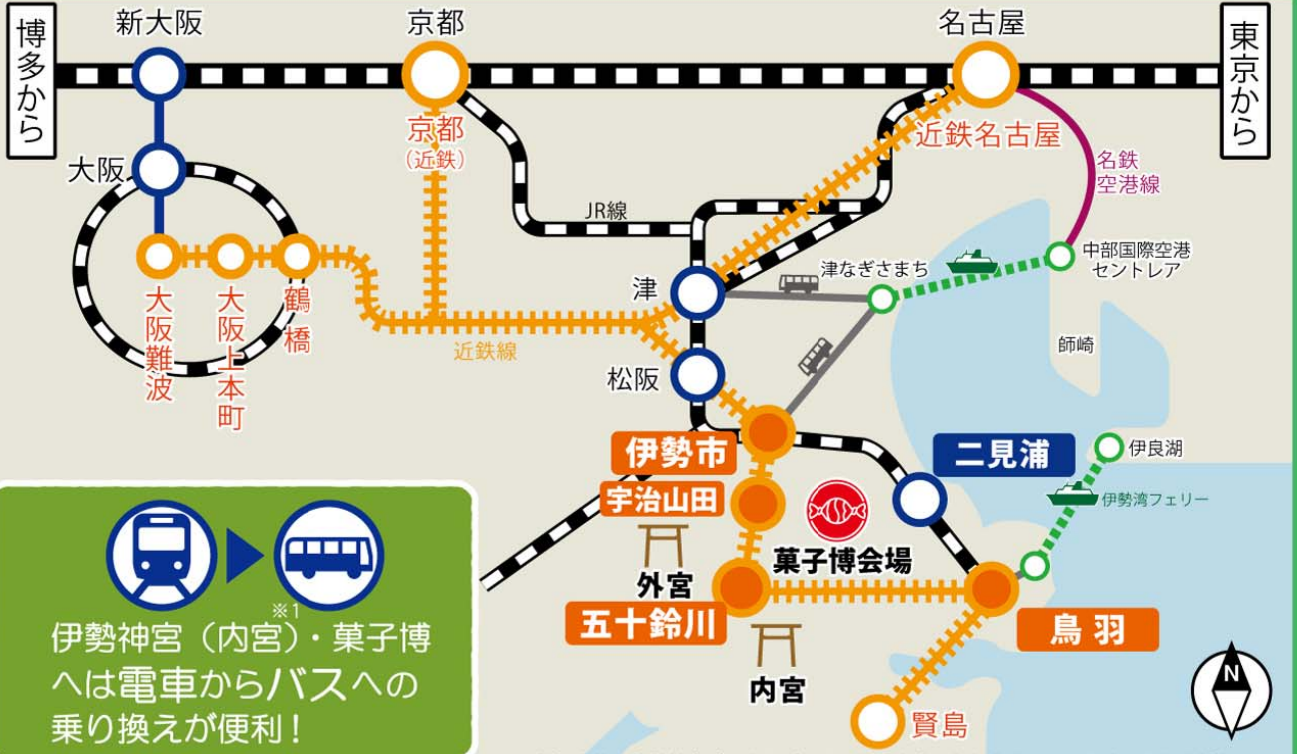 博多から
新大阪
京都
名古屋
東京から
京都
(近鉄)
近鉄名古屋
大阪
名鉄
空港線
JR線
中部国際空港
セントレア
津なぎさまち
津
大阪難波
大阪上本町
鶴橋
近鉄線
師崎
松阪
伊勢市
二見浦
伊良湖
宇治山田
伊勢湾フェリー
菓子博会場
外宮
五十鈴川
鳥羽
内宮
賢島
N
※1
伊勢神宮(内宮)・菓子博
へは電車からバスへの
乗り換えが便利!